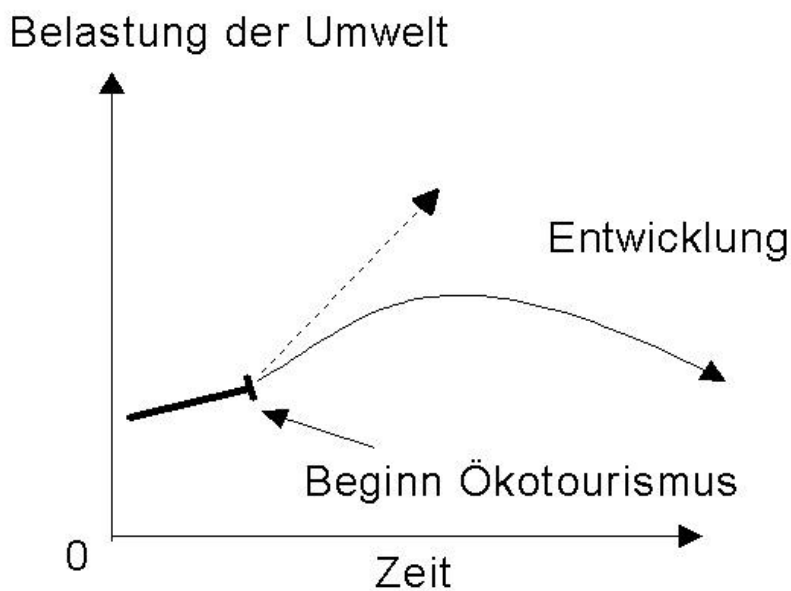 Belastung der Umwelt
Entwicklung
Beginn Ökotourismus
0
Zeit